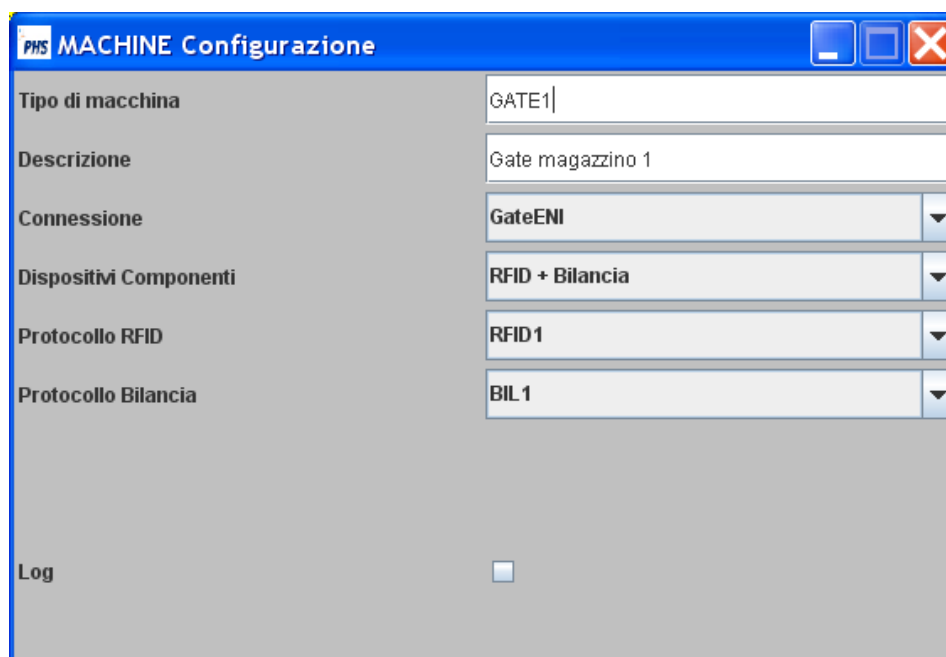 PHS MACHINE Configurazione
Tipo di macchina GATE1
Descrizione Gate magazzino 1
Connessione GateENI
Dispositivi Componenti RFID + Bilancia
Protocollo RFID RFID1
Protocollo Bilancia BIL1
Log